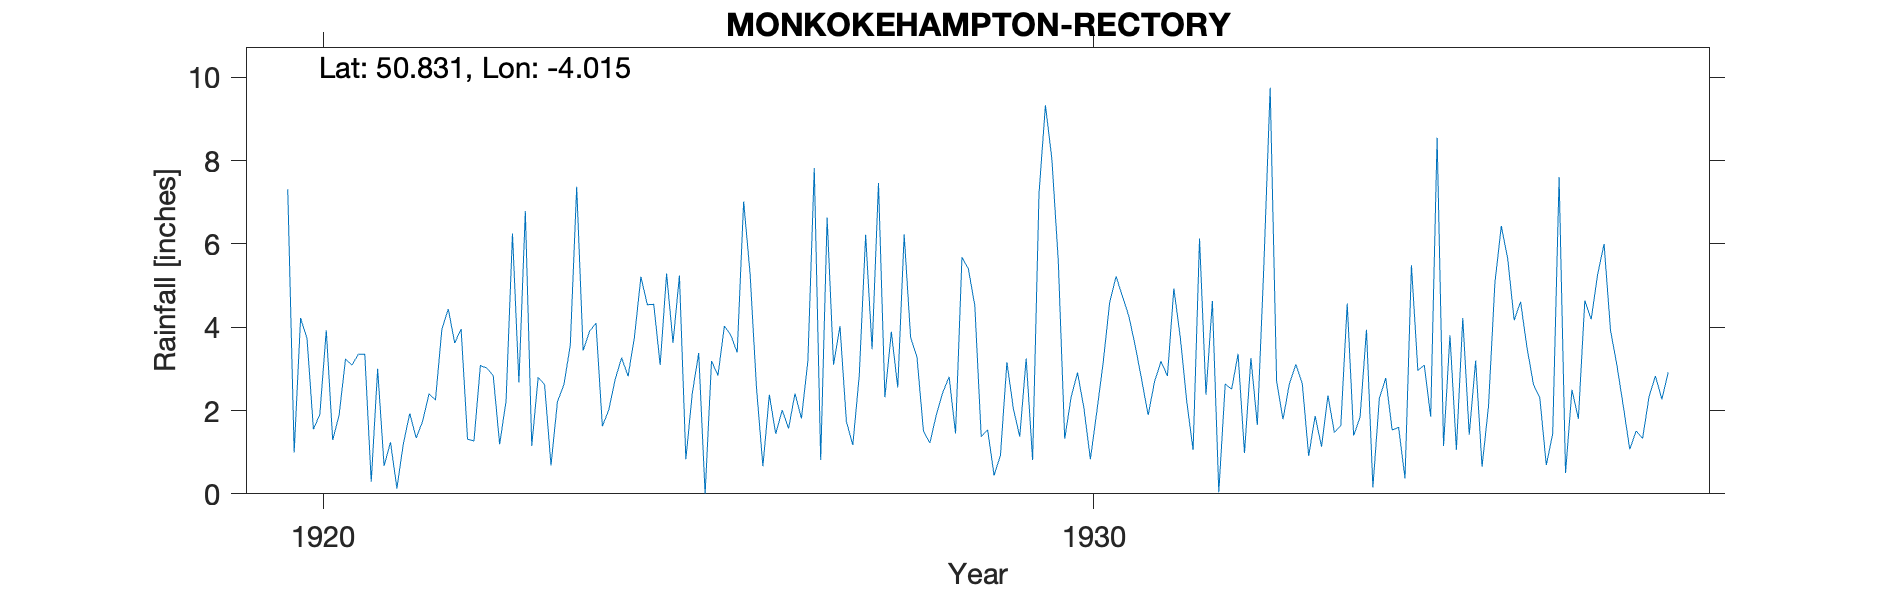 MONKOKEHAMPTON-RECTORY
Lat: 50.831, Lon: -4.015
10
8
6
4
2
0
Rainfall [inches]
1920
1930
Year